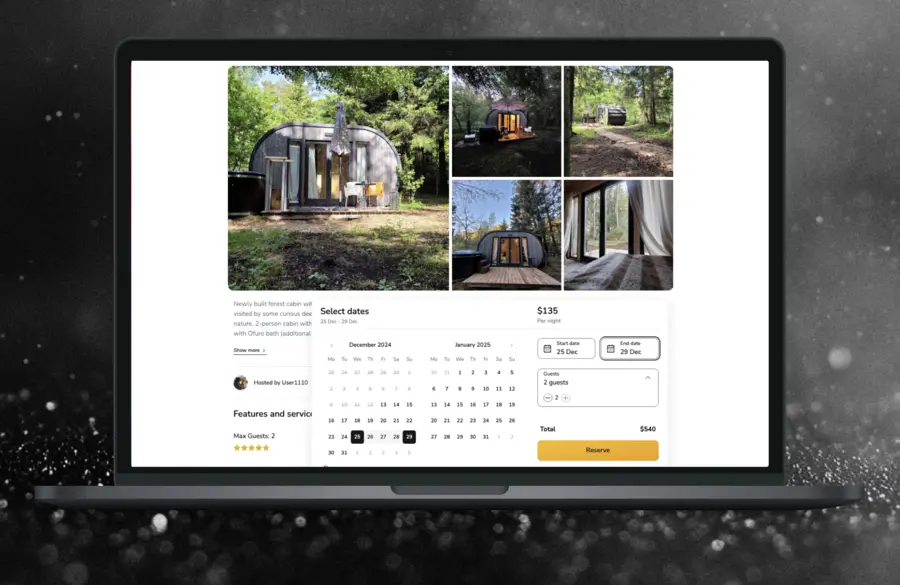 Newly built forest cabin wit
visited by some curious dee
nature. 2-person cabin with
with Ofuro bath (additional
Show more >
Hosted by User1110
Features and service
Max Guests: 2
Select dates
25 Dec - 29 Dec
December 2024
Mo Tu We Th Fr Sa Su
25 26 27 28 29 30 1
2 3 4 5 6 7 8
9 10 11 12 13 14 15
16 17 18 19 20 21 22
23 24 25 26 27 28 29
30 31 1 2 3 4 5
January 2025
Mo Tu We Th Fr Sa Su
30 31 1 2 3 4 5
6 7 8 9 10 11 12
13 14 15 16 17 18 19
20 21 22 23 24 25 26
27 28 29 30 31 1 2
$135
Per night
Start date
25 Dec
End date
29 Dec
Guests
2 guests
2
Total
$540
Reserve